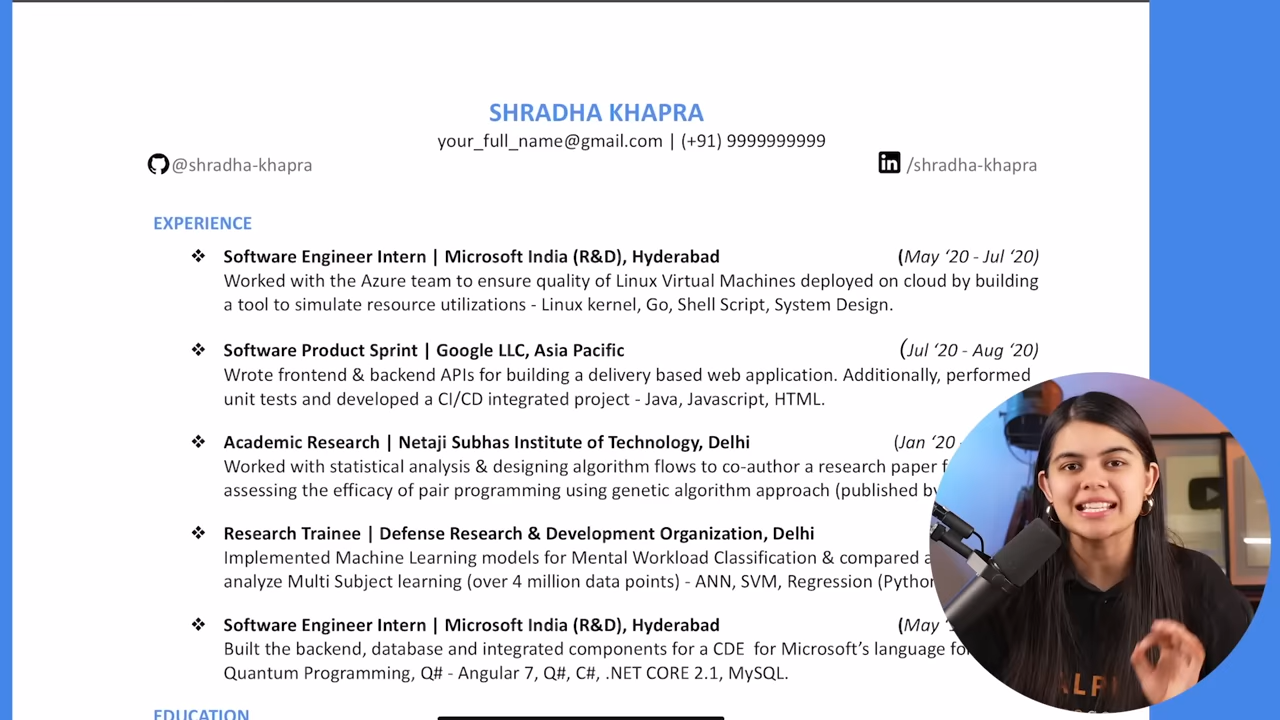 SHRADHA KHAPRA
your_full_name@gmail.com | (+91) 9999999999
@shradha-khapra
in /shradha-khapra
EXPERIENCE
❖ Software Engineer Intern | Microsoft India (R&D), Hyderabad (May ‘20 - Jul ‘20)
Worked with the Azure team to ensure quality of Linux Virtual Machines deployed on cloud by building
a tool to simulate resource utilizations - Linux kernel, Go, Shell Script, System Design.
❖ Software Product Sprint | Google LLC, Asia Pacific (Jul ‘20 - Aug ‘20)
Wrote frontend & backend APIs for building a delivery based web application. Additionally, performed
unit tests and developed a CI/CD integrated project - Java, Javascript, HTML.
❖ Academic Research | Netaji Subhas Institute of Technology, Delhi (Jan ‘20
Worked with statistical analysis & designing algorithm flows to co-author a research paper
assessing the efficacy of pair programming using genetic algorithm approach (published by
❖ Research Trainee | Defense Research & Development Organization, Delhi
Implemented Machine Learning models for Mental Workload Classification & compared
analyze Multi Subject learning (over 4 million data points) - ANN, SVM, Regression (Python
❖ Software Engineer Intern | Microsoft India (R&D), Hyderabad (May
Built the backend, database and integrated components for a CDE for Microsoft’s language
Quantum Programming, Q# - Angular 7, Q#, C#, .NET CORE 2.1, MySQL.
EDUCATION